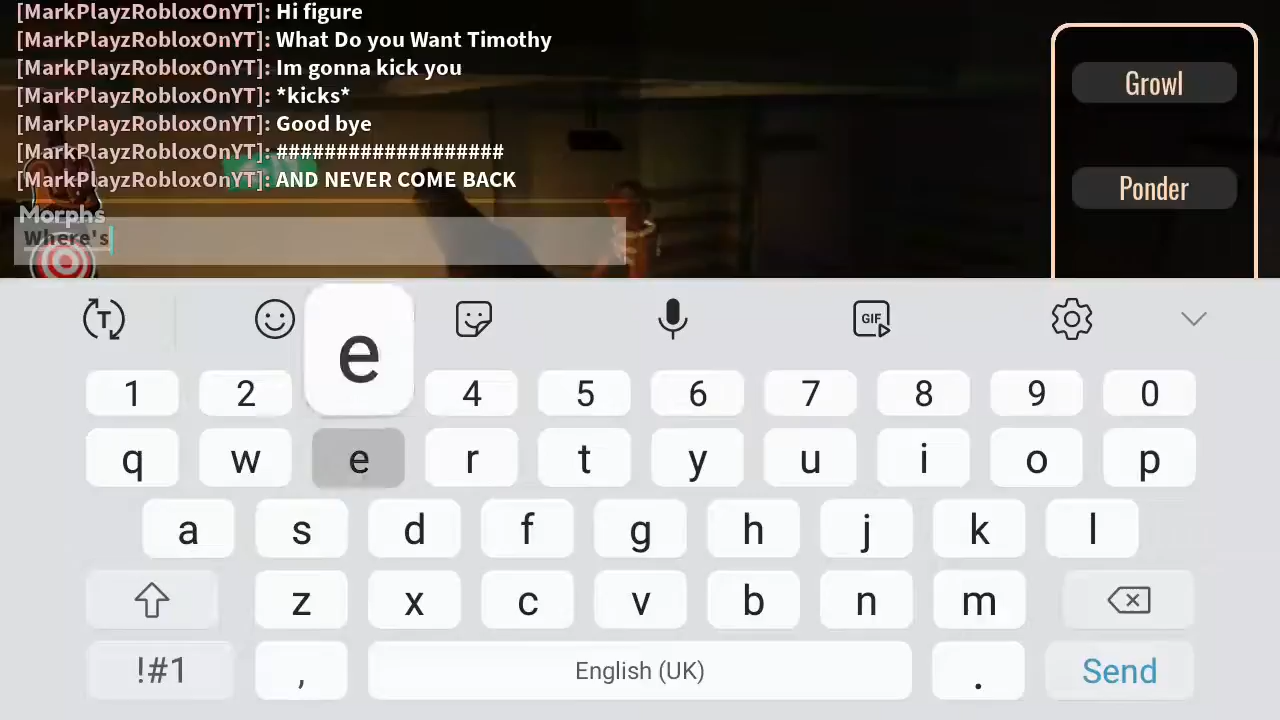 [MarkPlayzRobloxOnYT]: Hi figure
[MarkPlayzRobloxOnYT]: What Do you Want Timothy
[MarkPlayzRobloxOnYT]: Im gonna kick you
[MarkPlayzRobloxOnYT]: *kicks*
[MarkPlayzRobloxOnYT]: Good bye
[MarkPlayzRobloxOnYT]: ###################
[MarkPlayzRobloxOnYT]: AND NEVER COME BACK
Morphs
Where's
Growl
Ponder
T
GIF
e
1 2 4 5 6 7 8 9 0
q w e r t y u i o p
a s d f g h j k l
z x c v b n m
!#1 , English (UK) . Send